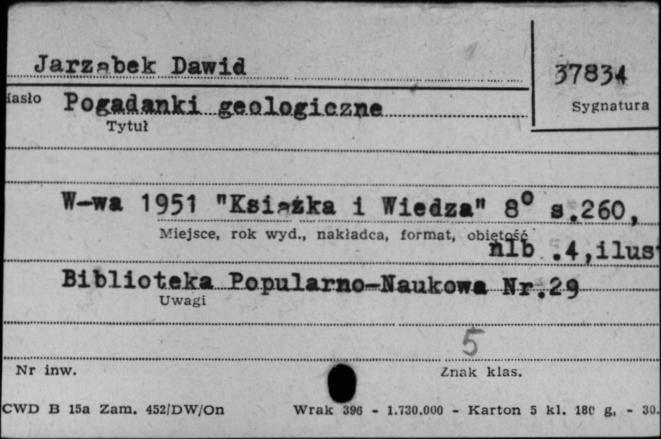 Jarząbek Dawid
37834
iasło Pogadanki geologiczne
Sygnatura
Tytuł
W-wa 1951 "Książka i Wiedza" 8° s.260,
Miejsce, rok wyd., nakładca, format, objętość
nlb .4,ilus
Biblioteka Popularno-Naukowa Nr.29
Uwagi
5
Nr inw.
Znak klas.
CWD B 15a Zam. 452/DW/On Wrak 396 - 1.730.000 - Karton 5 kl. 180 g, - 30.